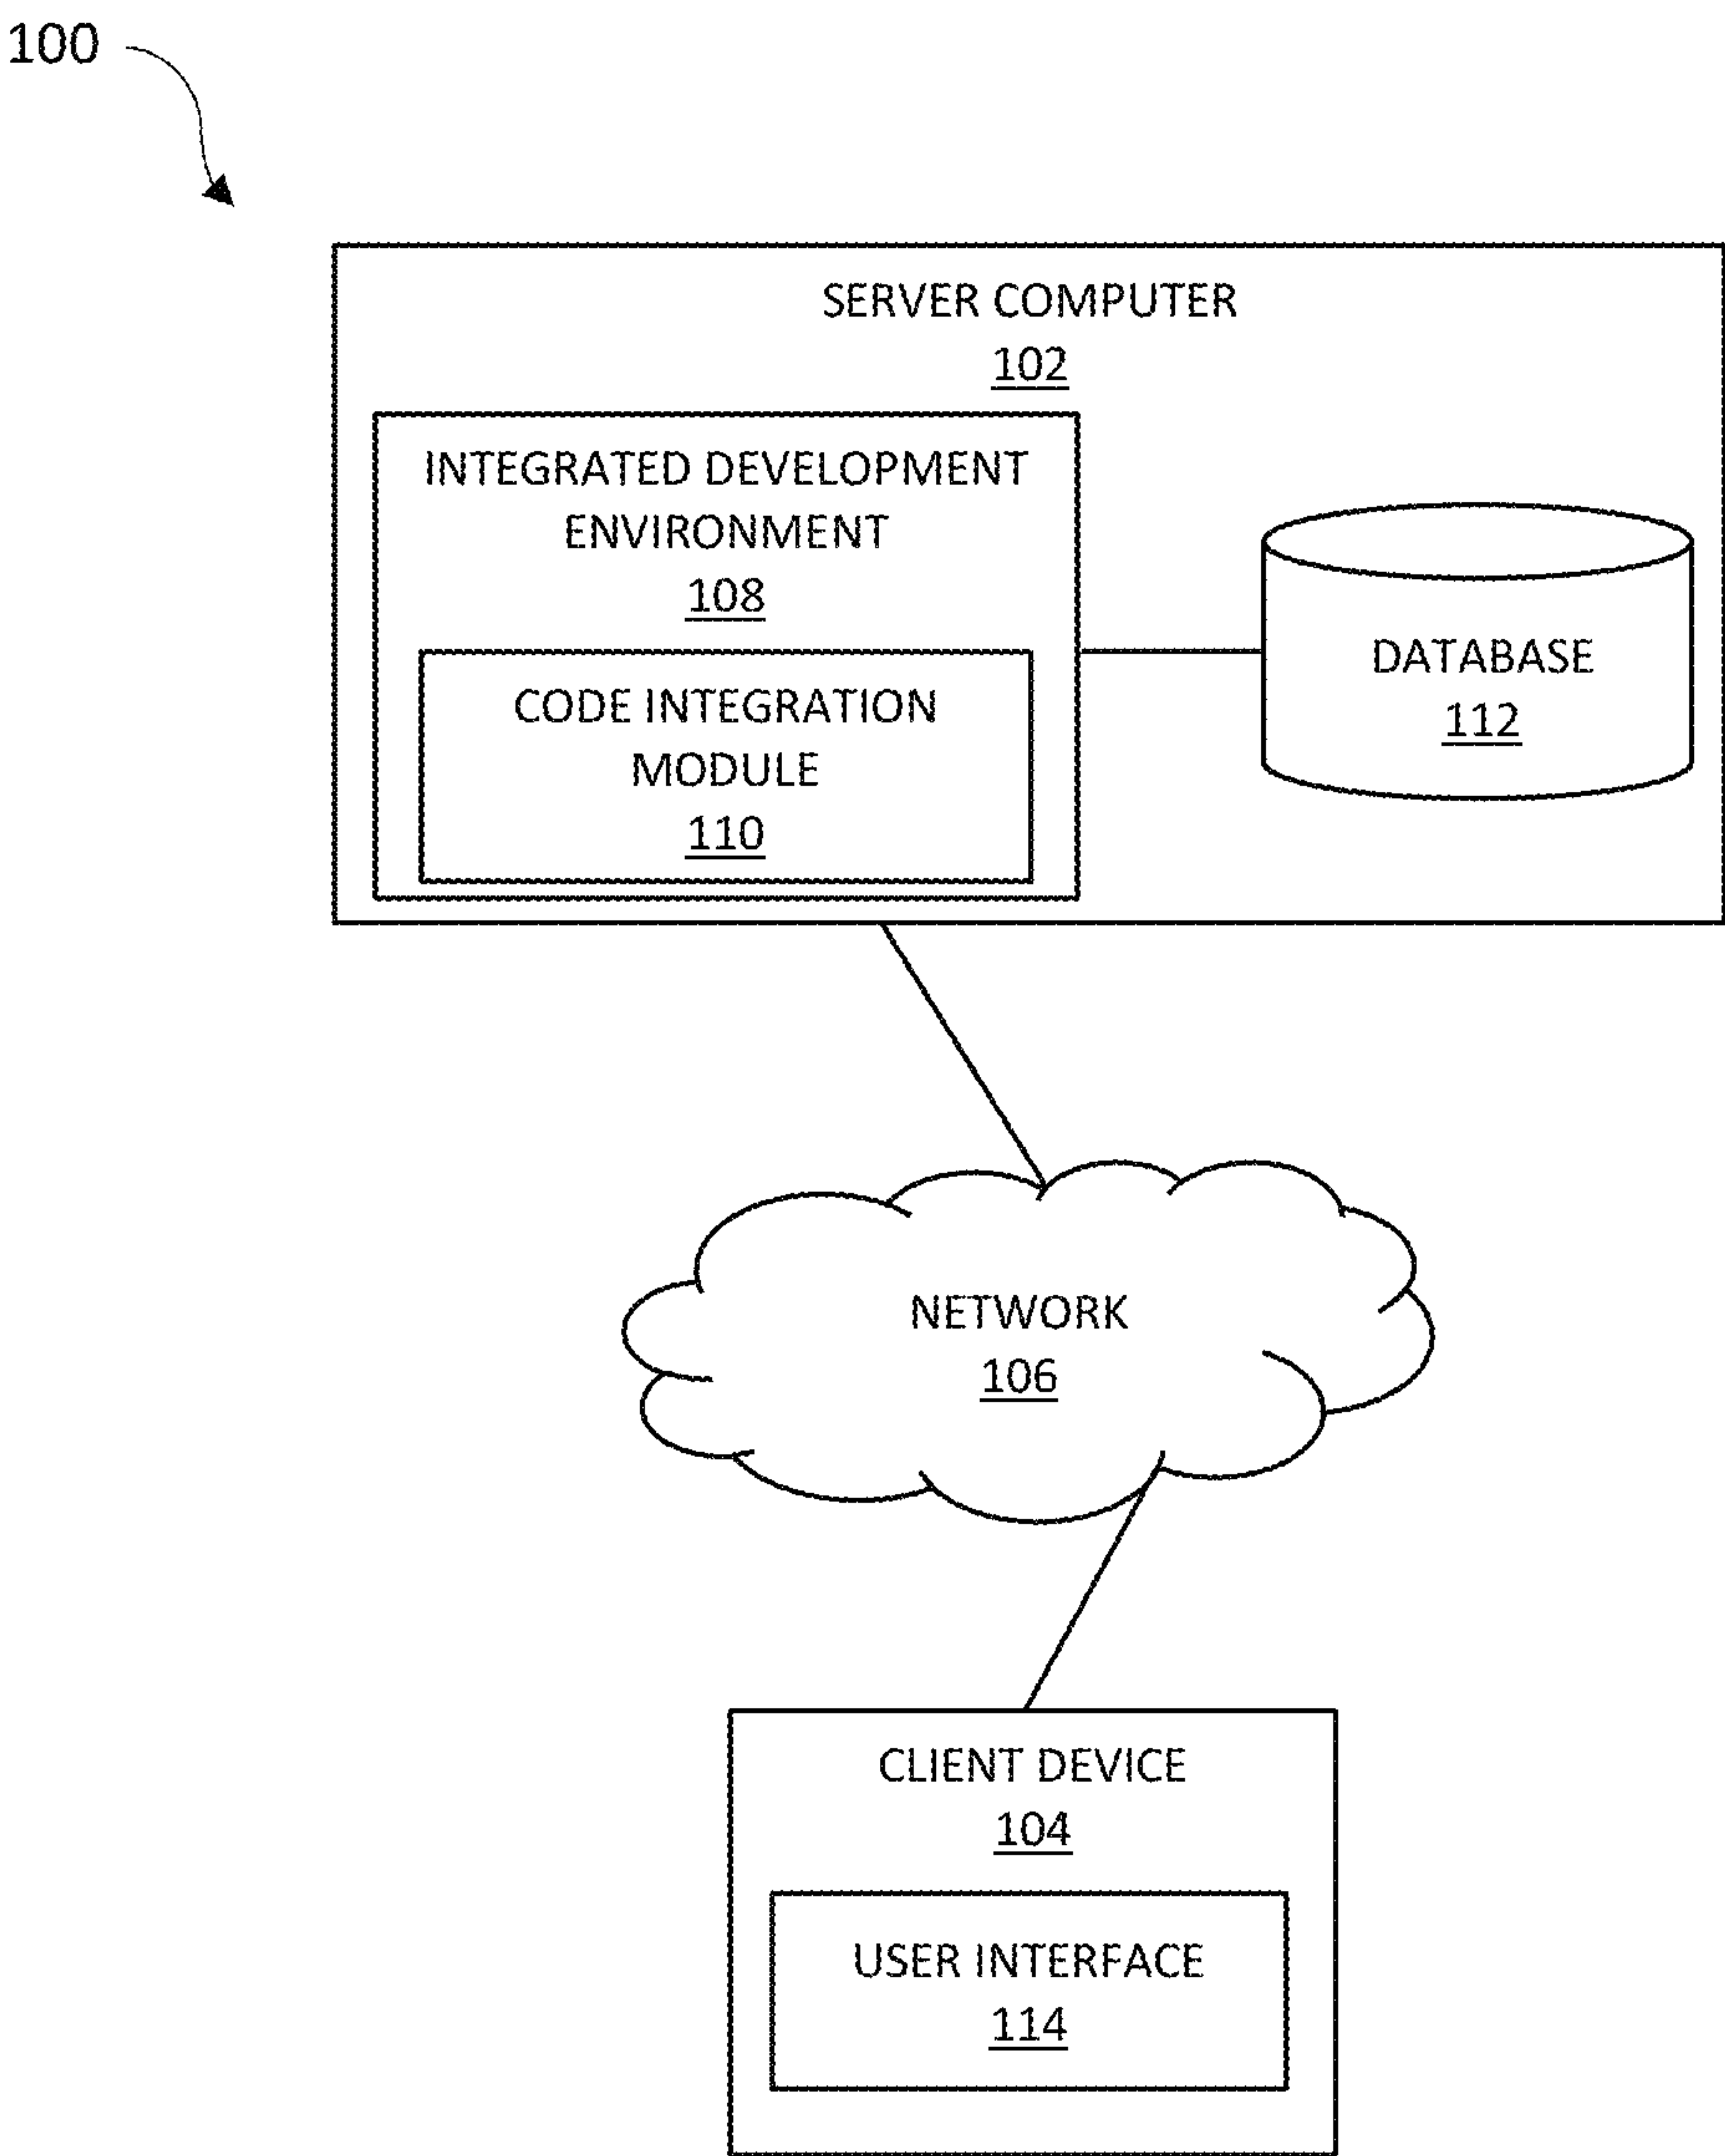 100
SERVER COMPUTER
102
INTEGRATED DEVELOPMENT
ENVIRONMENT
108
CODE INTEGRATION
MODULE
110
DATABASE
112
NETWORK
106
CLIENT DEVICE
104
USER INTERFACE
114